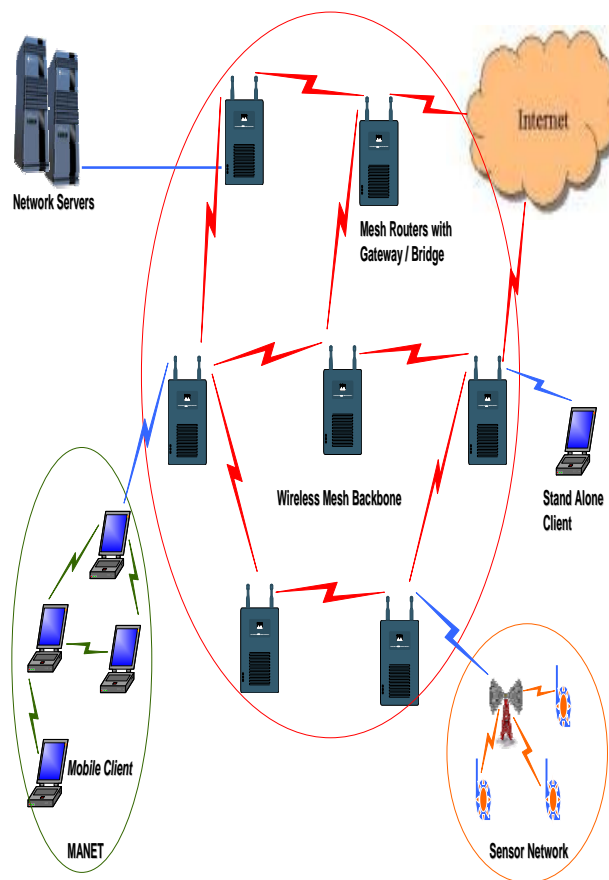 Internet
Network Servers
Mesh Routers with
Gateway / Bridge
Wireless Mesh Backbone
Stand Alone
Client
Mobile Client
MANET
Sensor Network